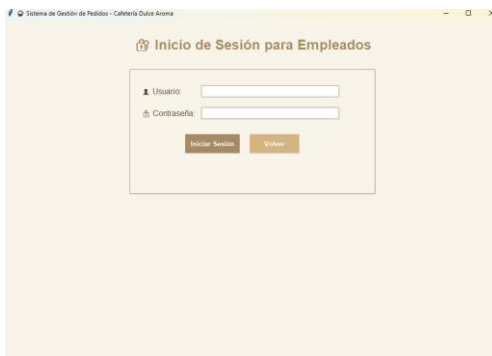 Sistema de Gestión de Pedidos - Cafetería Dulce Aroma
Inicio de Sesión para Empleados
Usuario:
Contraseña:
Iniciar Sesión Volver